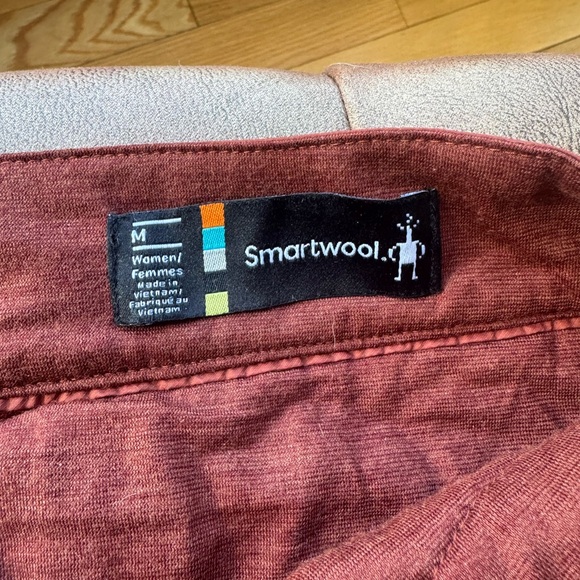 M
Women/
Femmes
Made in
Vietnam/
Fabriqué au
Vietnam
Smartwool.